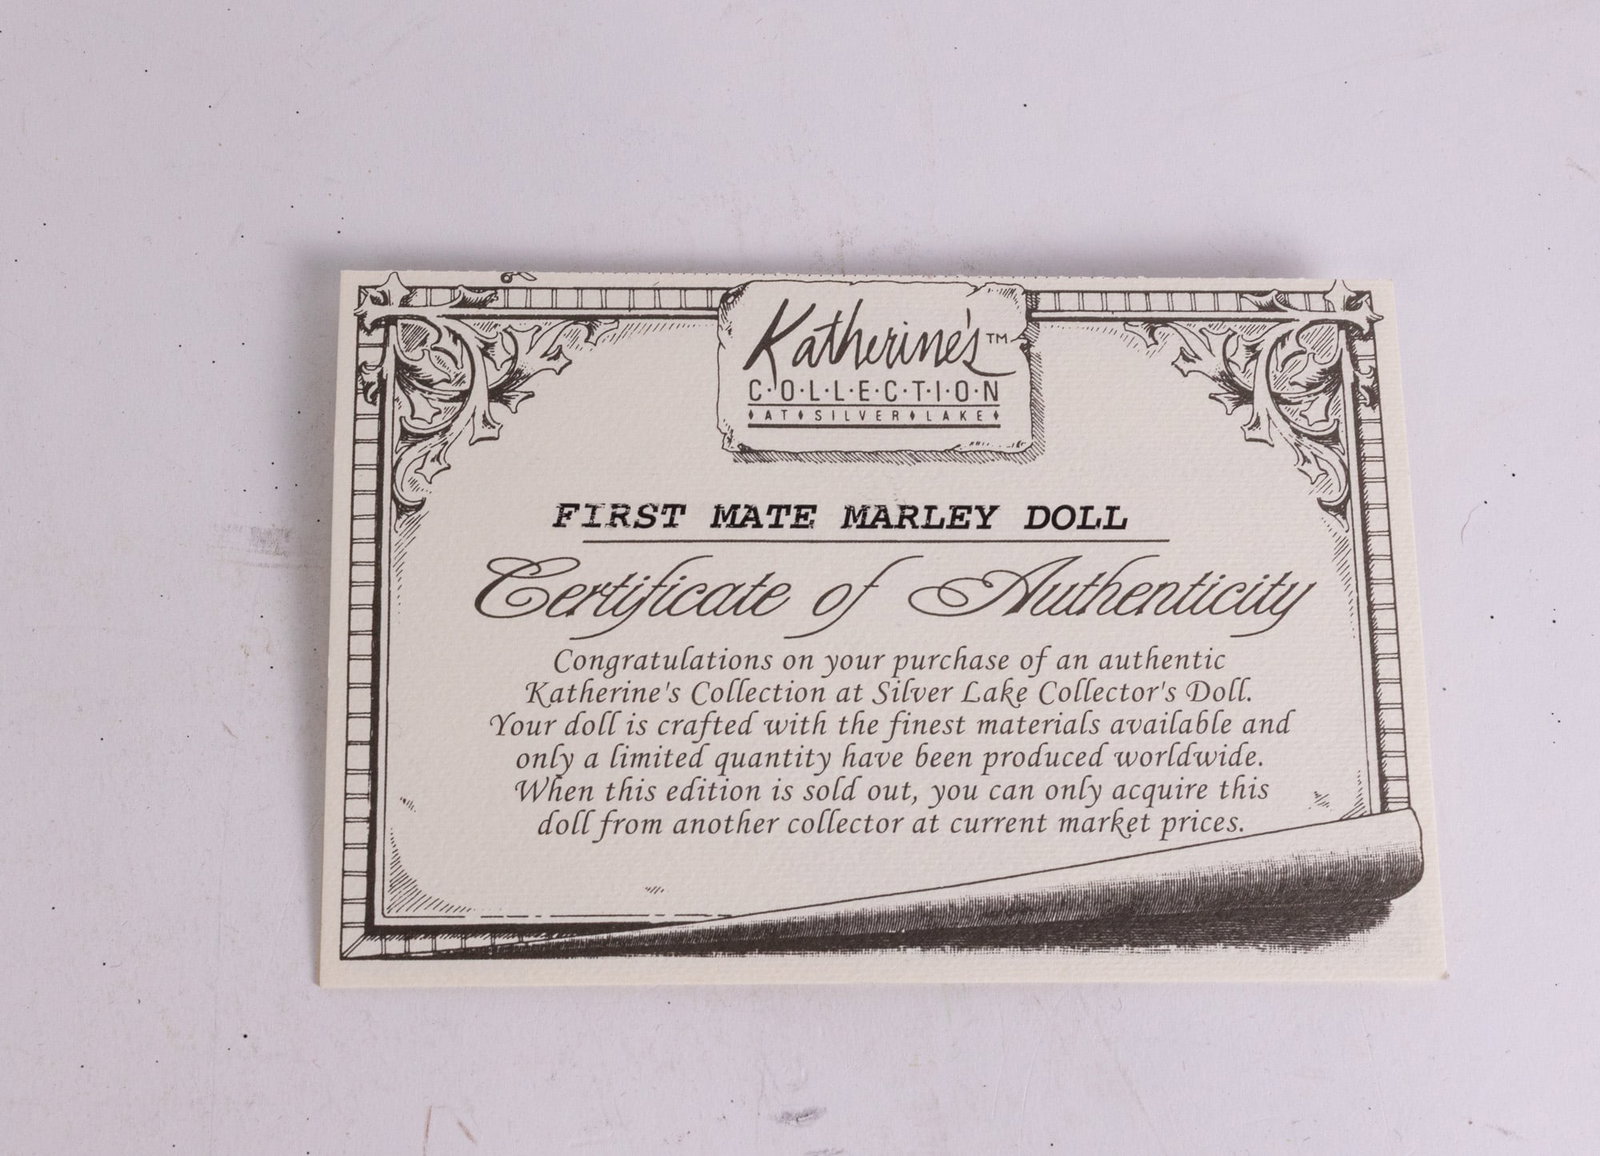 Katherine's™
C·O·L·L·E·C·T·I·O·N
♦AT♦SILVER♦LAKE♦
FIRST MATE MARLEY DOLL
Certificate of Authenticity
Congratulations on your purchase of an authentic
Katherine's Collection at Silver Lake Collector's Doll.
Your doll is crafted with the finest materials available and
only a limited quantity have been produced worldwide.
When this edition is sold out, you can only acquire this
doll from another collector at current market prices.